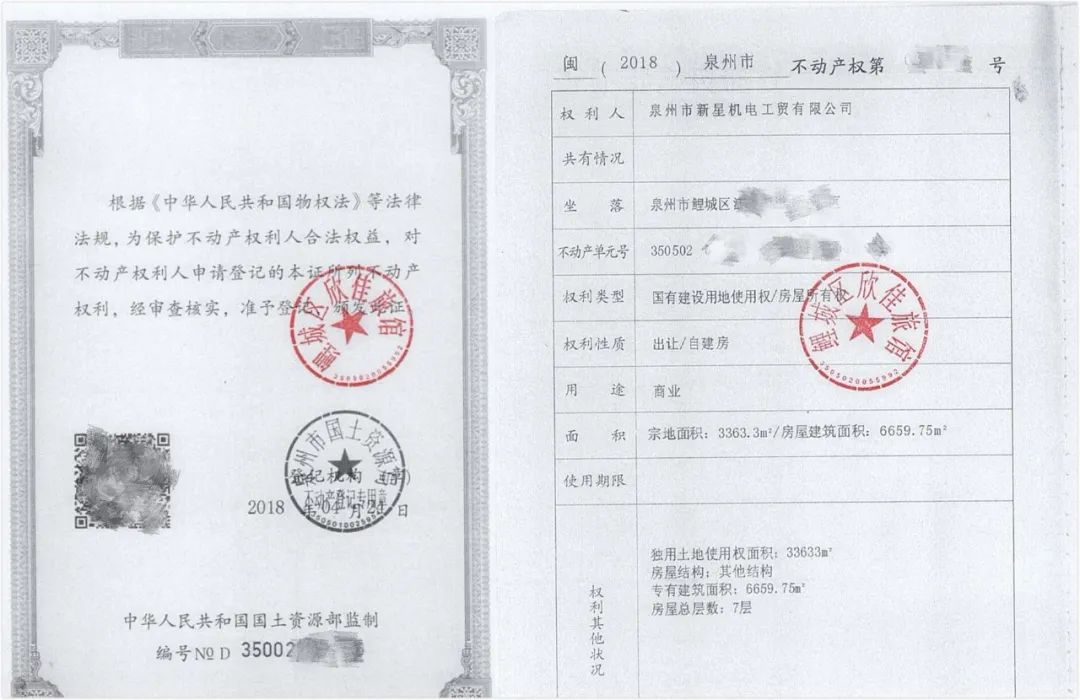 根据《中华人民共和国物权法》等法律
法规,为保护不动产权利人合法权益,对
不动产权利人申请登记的本证所列不动产
权利,经审查核实,准予登记,颁发此证
鲤城区欣佳旅馆
3505020055992
泉州市国土资源局
登记机构(章)
不动产登记专用章
2018 年 04 月 24 日
中华人民共和国国土资源部监制
编号 № D 35002
闽 ( 2018 ) 泉州市 不动产权第 号
权利人 泉州市新星机电工贸有限公司
共有情况
坐落 泉州市鲤城区
不动产单元号 350502
权利类型 国有建设用地使用权/房屋所有权
权利性质 出让/自建房
鲤城区欣佳旅馆
3505020055992
用途 商业
面积 宗地面积:3363.3m²/房屋建筑面积:6659.75m²
使用期限
权利其他状况
独用土地使用权面积:33633m²
房屋结构:其他结构
专有建筑面积:6659.75m²
房屋总层数:7层